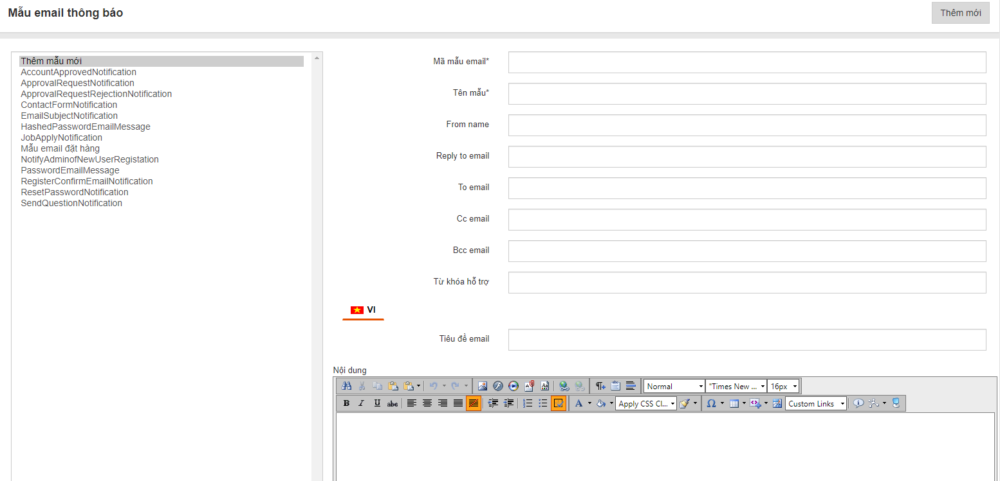 Mẫu email thông báo
Thêm mới
Thêm mẫu mới
AccountApprovedNotification
ApprovalRequestNotification
ApprovalRequestRejectionNotification
ContactFormNotification
EmailSubjectNotification
HashedPasswordEmailMessage
JobApplyNotification
Mẫu email đặt hàng
NotifyAdminofNewUserRegistation
PasswordEmailMessage
RegisterConfirmEmailNotification
ResetPasswordNotification
SendQuestionNotification
Mã mẫu email*
Tên mẫu*
From name
Reply to email
To email
Cc email
Bcc email
Từ khóa hỗ trợ
VI
Tiêu đề email
Nội dung
Normal "Times New ... 16px
B I U abc A Apply CSS Cl... Ω Custom Links